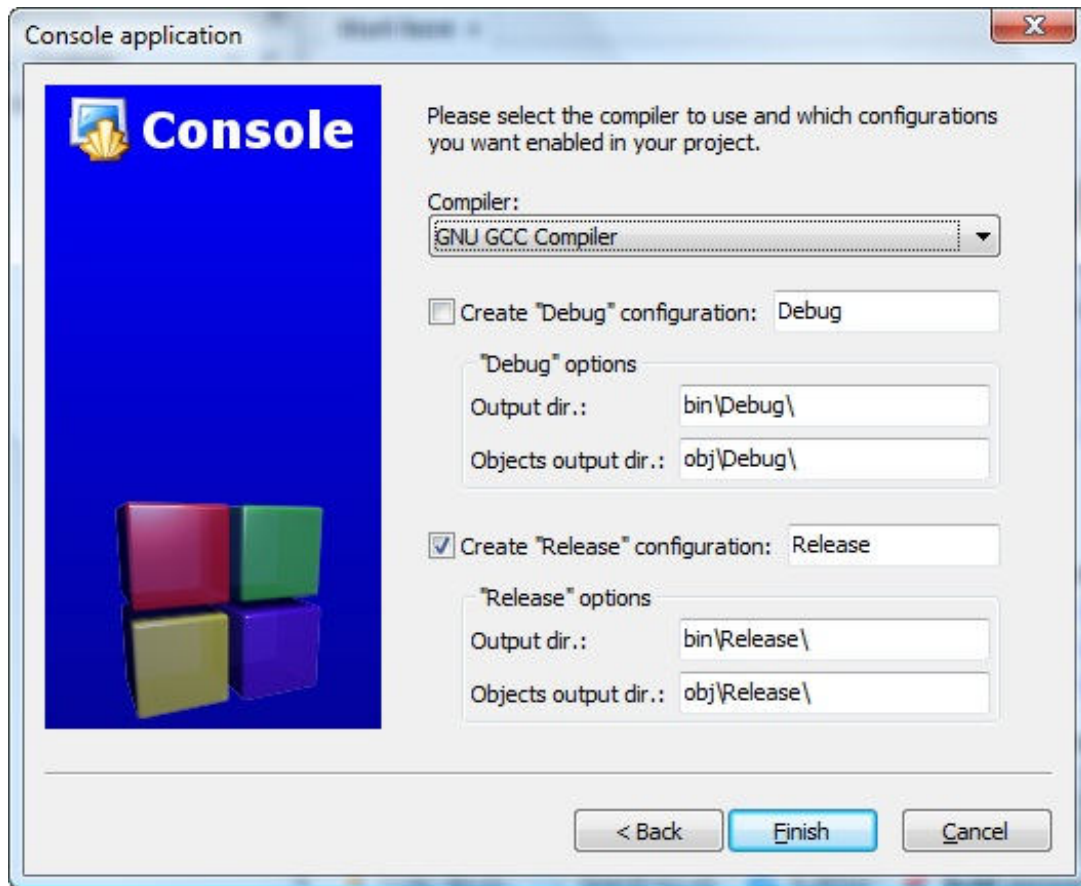 Console application
Console
Please select the compiler to use and which configurations
you want enabled in your project.
Compiler:
GNU GCC Compiler
Create "Debug" configuration: Debug
"Debug" options
Output dir.: bin\Debug\
Objects output dir.: obj\Debug\
Create "Release" configuration: Release
"Release" options
Output dir.: bin\Release\
Objects output dir.: obj\Release\
< Back Finish Cancel